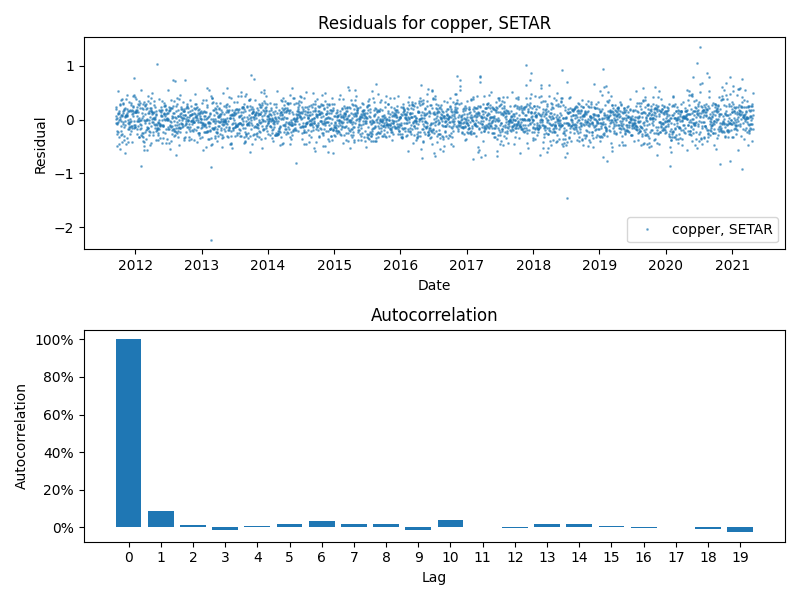 Residuals for copper, SETAR
1
0
−1
−2
Residual
copper, SETAR
2012 2013 2014 2015 2016 2017 2018 2019 2020 2021
Date
Autocorrelation
100%
80%
60%
40%
20%
0%
Autocorrelation
0 1 2 3 4 5 6 7 8 9 10 11 12 13 14 15 16 17 18 19
Lag